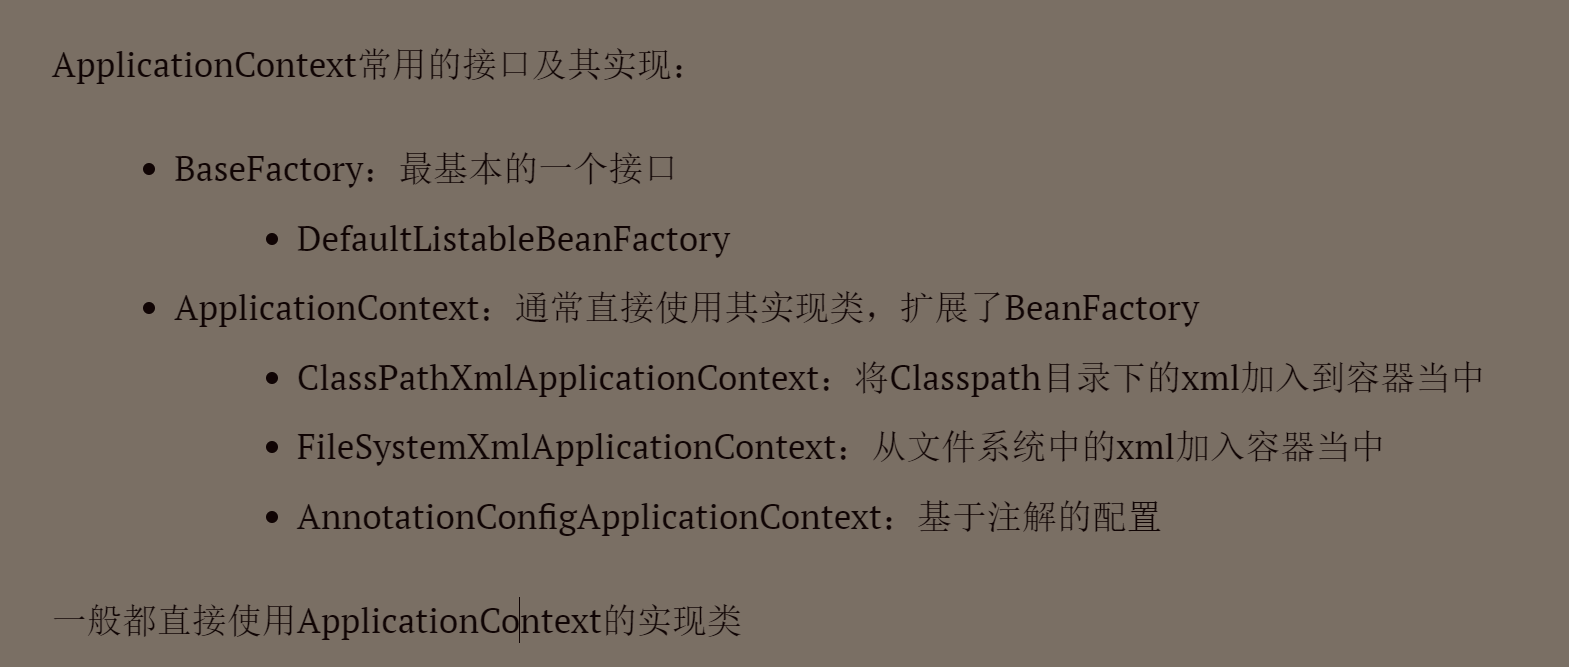 ApplicationContext常用的接口及其实现：
BaseFactory：最基本的一个接口
DefaultListableBeanFactory
ApplicationContext：通常直接使用其实现类，扩展了BeanFactory
ClassPathXmlApplicationContext：将Classpath目录下的xml加入到容器当中
FileSystemXmlApplicationContext：从文件系统中的xml加入容器当中
AnnotationConfigApplicationContext：基于注解的配置
一般都直接使用ApplicationContext的实现类